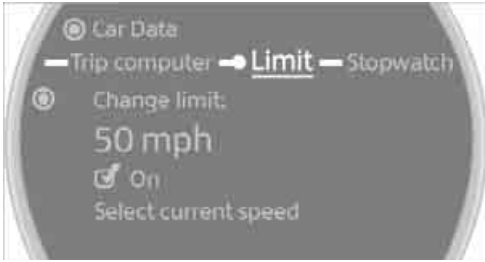 Car Data
Trip computer Limit Stopwatch
Change limit:
50 mph
On
Select current speed